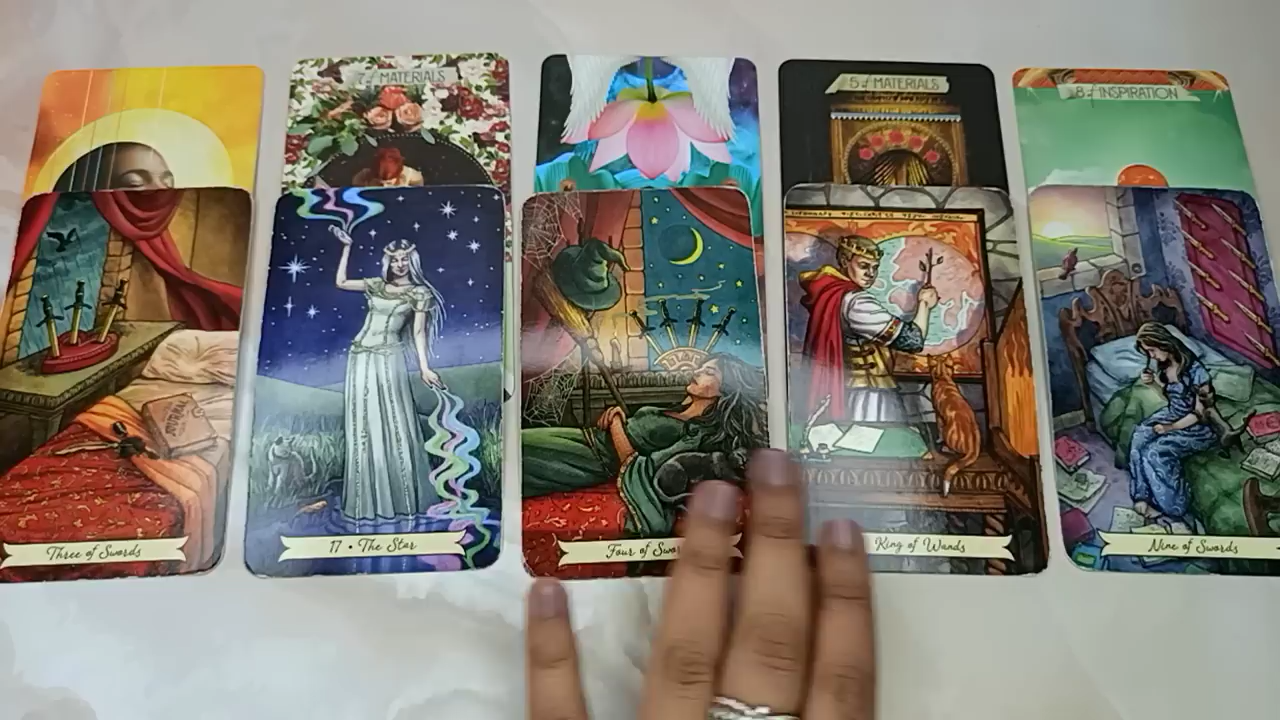 7 of MATERIALS
5 of MATERIALS
8 of INSPIRATION
Three of Swords
17 • The Star
Four of Swor
King of Wands
Nine of Swords